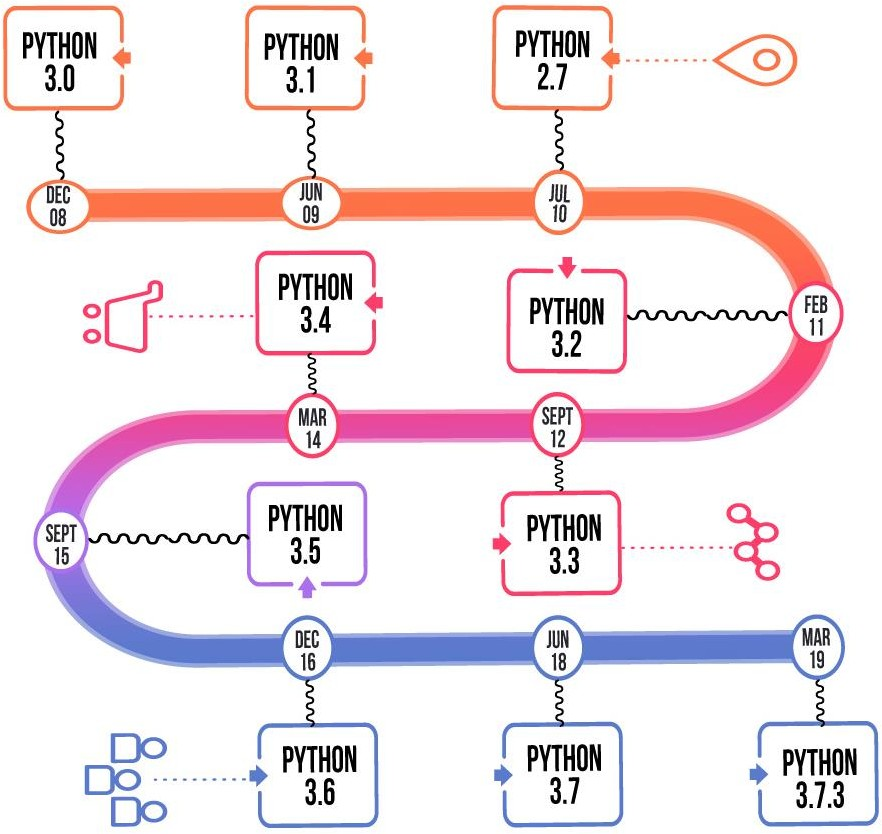 PYTHON
3.0
PYTHON
3.1
PYTHON
2.7
DEC
08
JUN
09
JUL
10
PYTHON
3.4
PYTHON
3.2
FEB
11
MAR
14
SEPT
12
SEPT
15
PYTHON
3.5
PYTHON
3.3
DEC
16
JUN
18
MAR
19
PYTHON
3.6
PYTHON
3.7
PYTHON
3.7.3